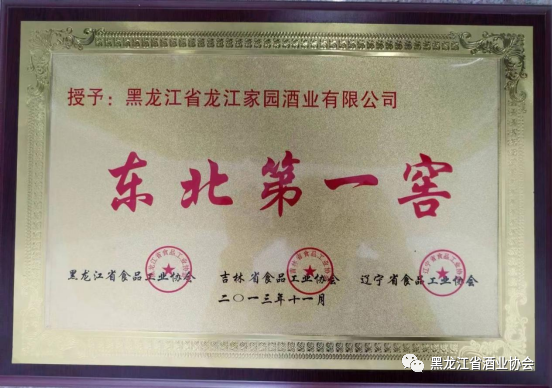 授予：黑龙江省龙江家园酒业有限公司
东北第一窖
黑龙江省食品工业协会 吉林省食品工业协会 辽宁省食品工业协会
二〇一三年十一月
黑龙江省酒业协会